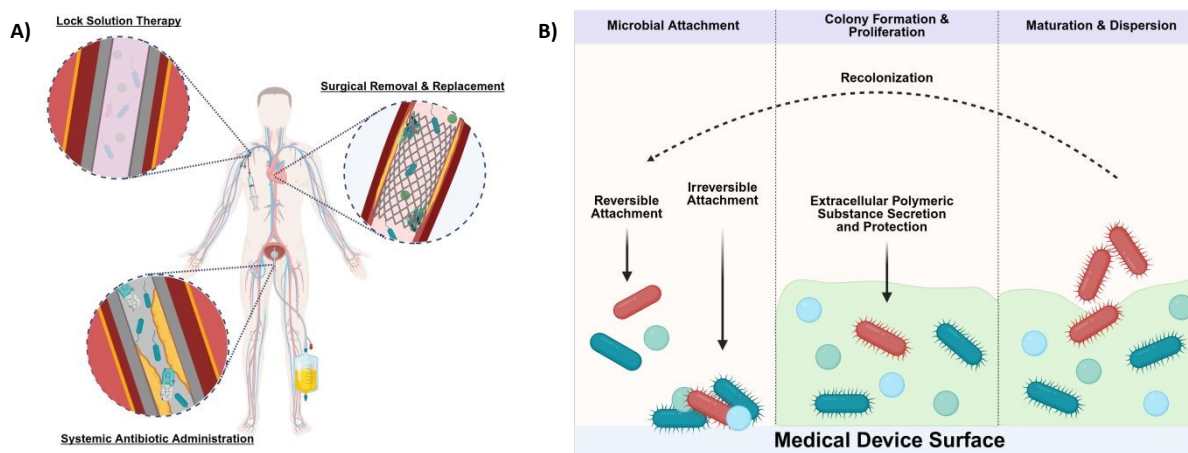 A)
Lock Solution Therapy
Surgical Removal & Replacement
Systemic Antibiotic Administration
B)
Microbial Attachment
Colony Formation &
Proliferation
Maturation & Dispersion
Recolonization
Reversible
Attachment
Irreversible
Attachment
Extracellular Polymeric
Substance Secretion
and Protection
Medical Device Surface